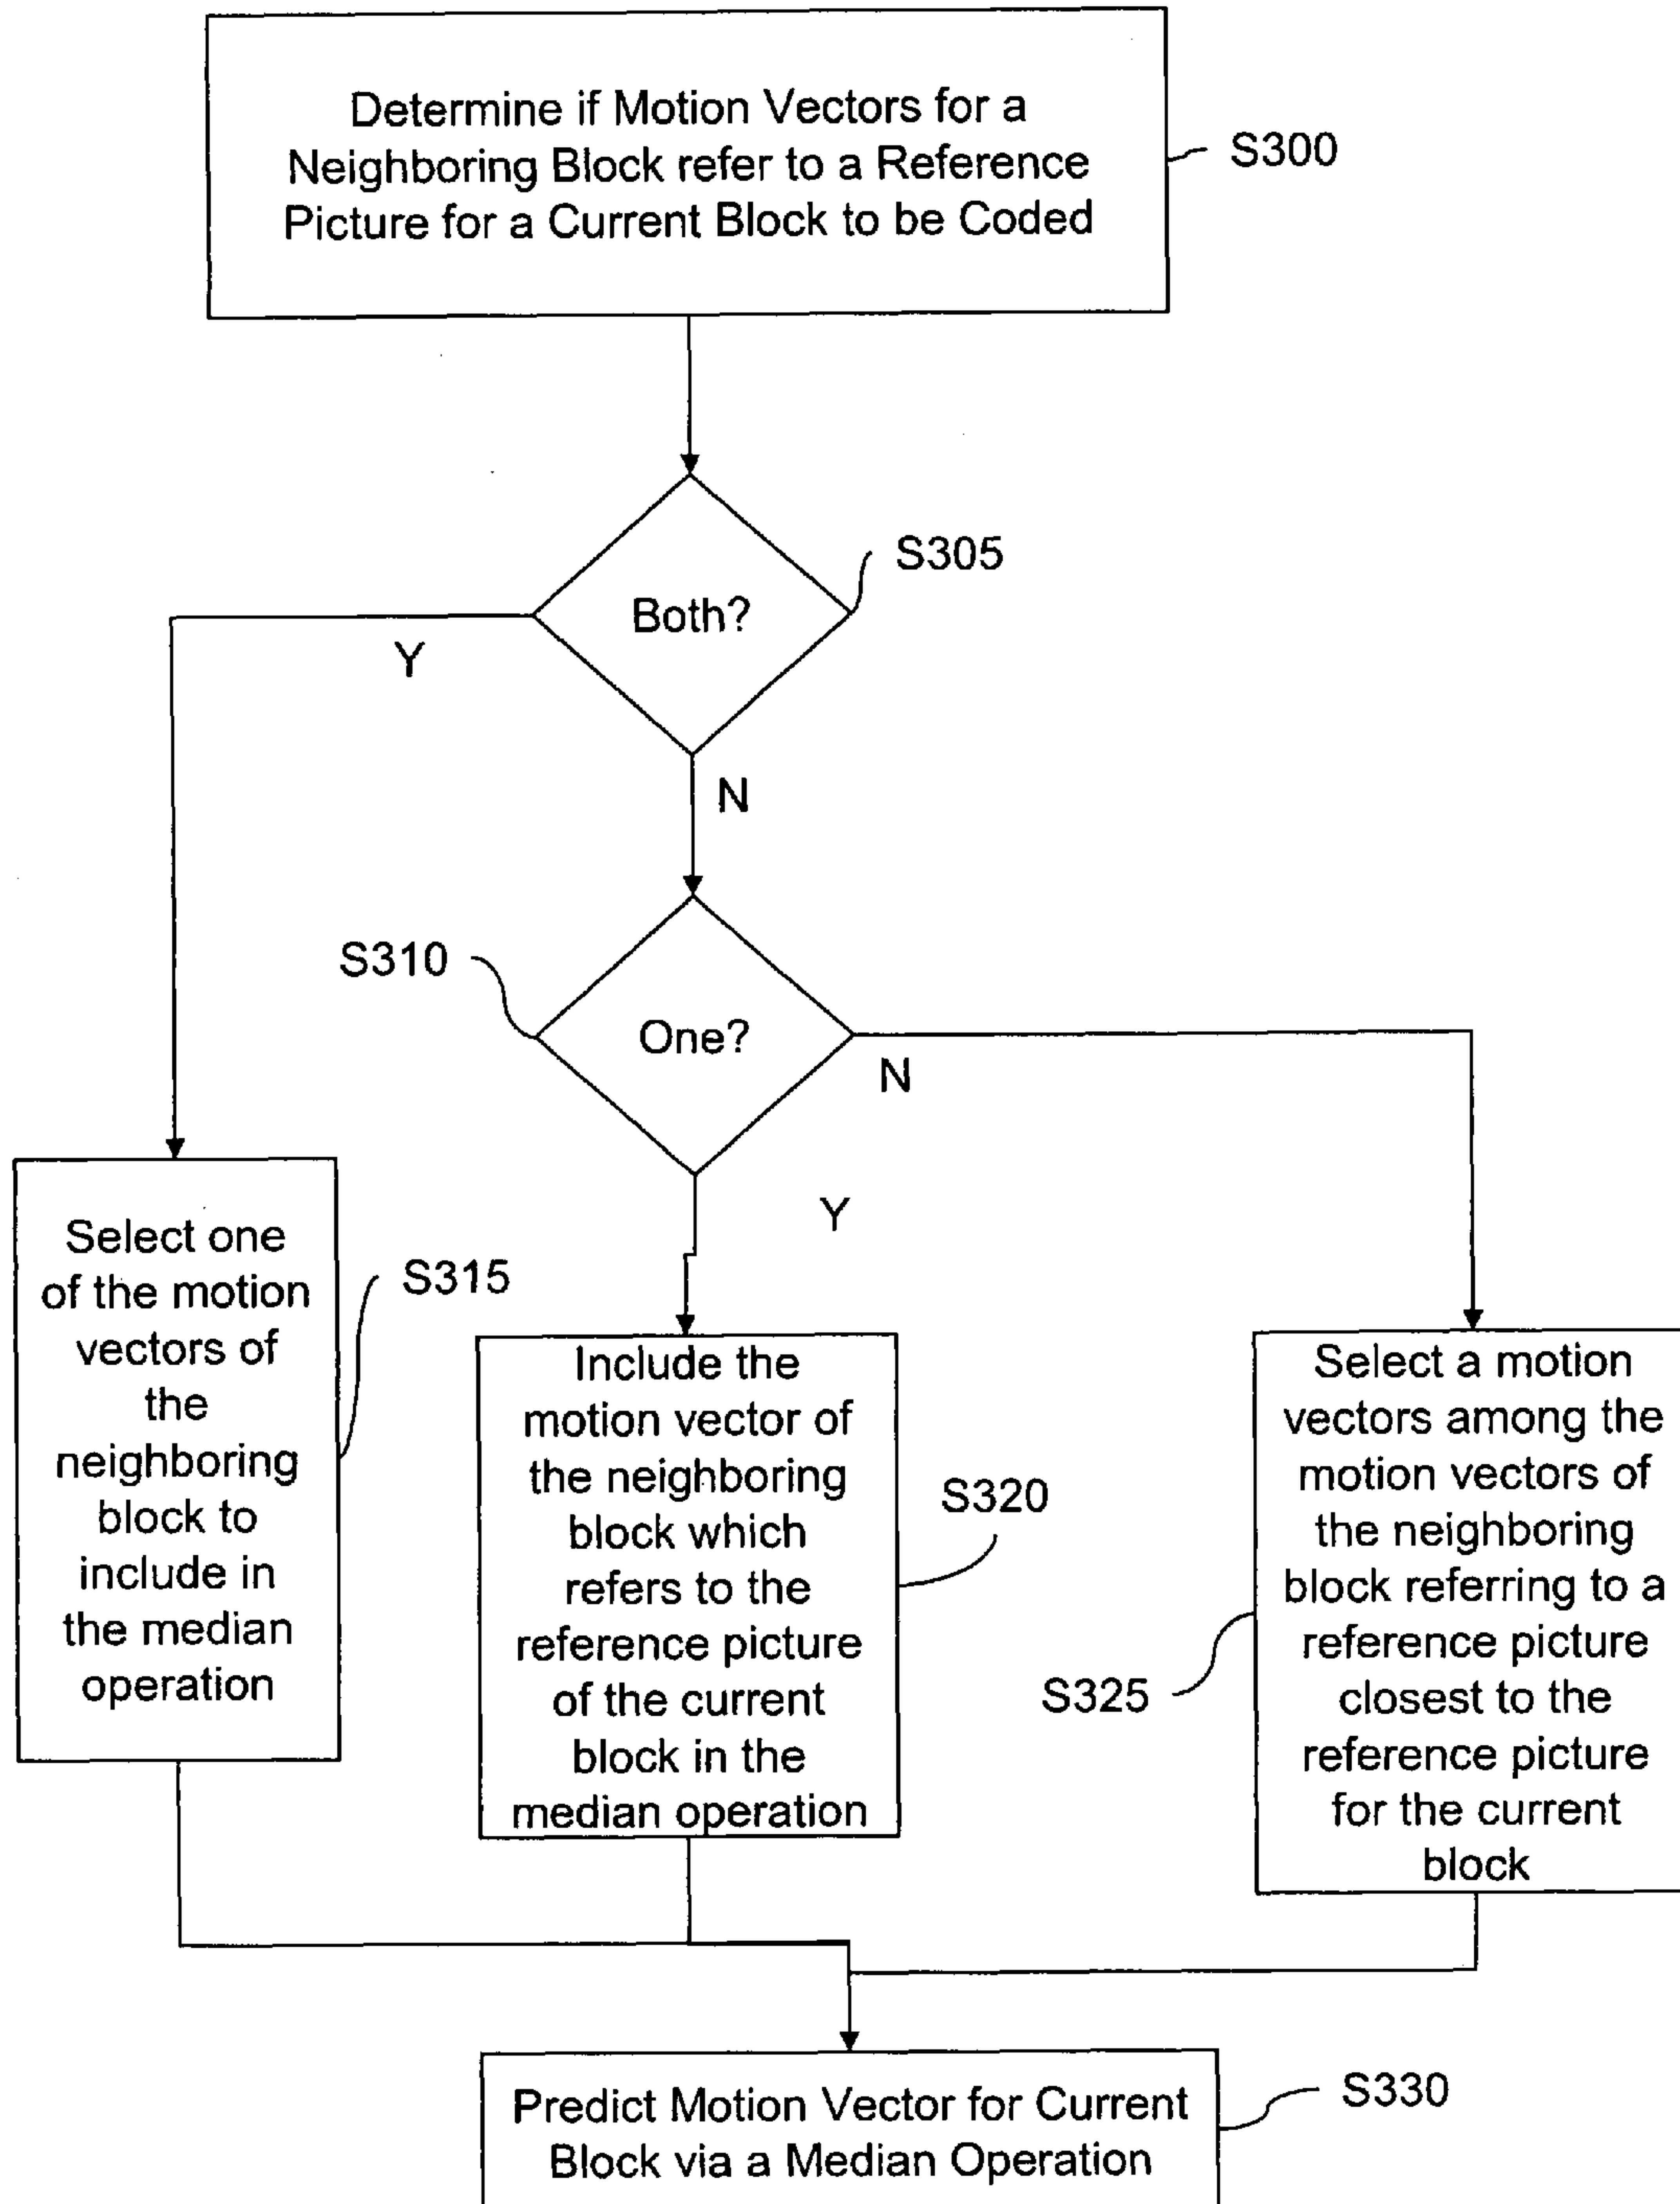 Determine if Motion Vectors for a
Neighboring Block refer to a Reference
Picture for a Current Block to be Coded
S300
S305
Both?
Y
N
S310
One?
N
Y
Select one
of the motion
vectors of
the
neighboring
block to
include in
the median
operation
S315
Include the
motion vector of
the neighboring
block which
refers to the
reference picture
of the current
block in the
median operation
S320
Select a motion
vectors among the
motion vectors of
the neighboring
block referring to a
reference picture
closest to the
reference picture
for the current
block
S325
Predict Motion Vector for Current
Block via a Median Operation
S330